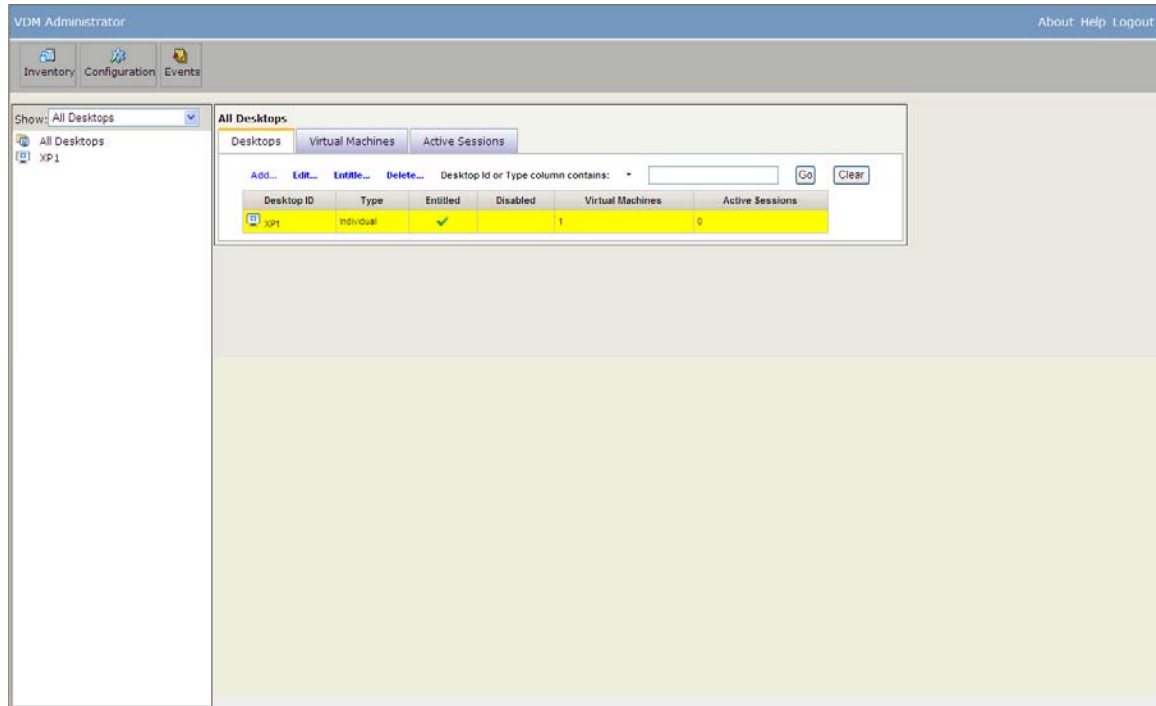 VDM Administrator
About Help Logout
Inventory Configuration Events
Show: All Desktops
All Desktops
XP1
All Desktops
Desktops Virtual Machines Active Sessions
Add... Edit... Entitle... Delete... Desktop Id or Type column contains: Go Clear
Desktop ID Type Entitled Disabled Virtual Machines Active Sessions
XP1 Individual 1 0